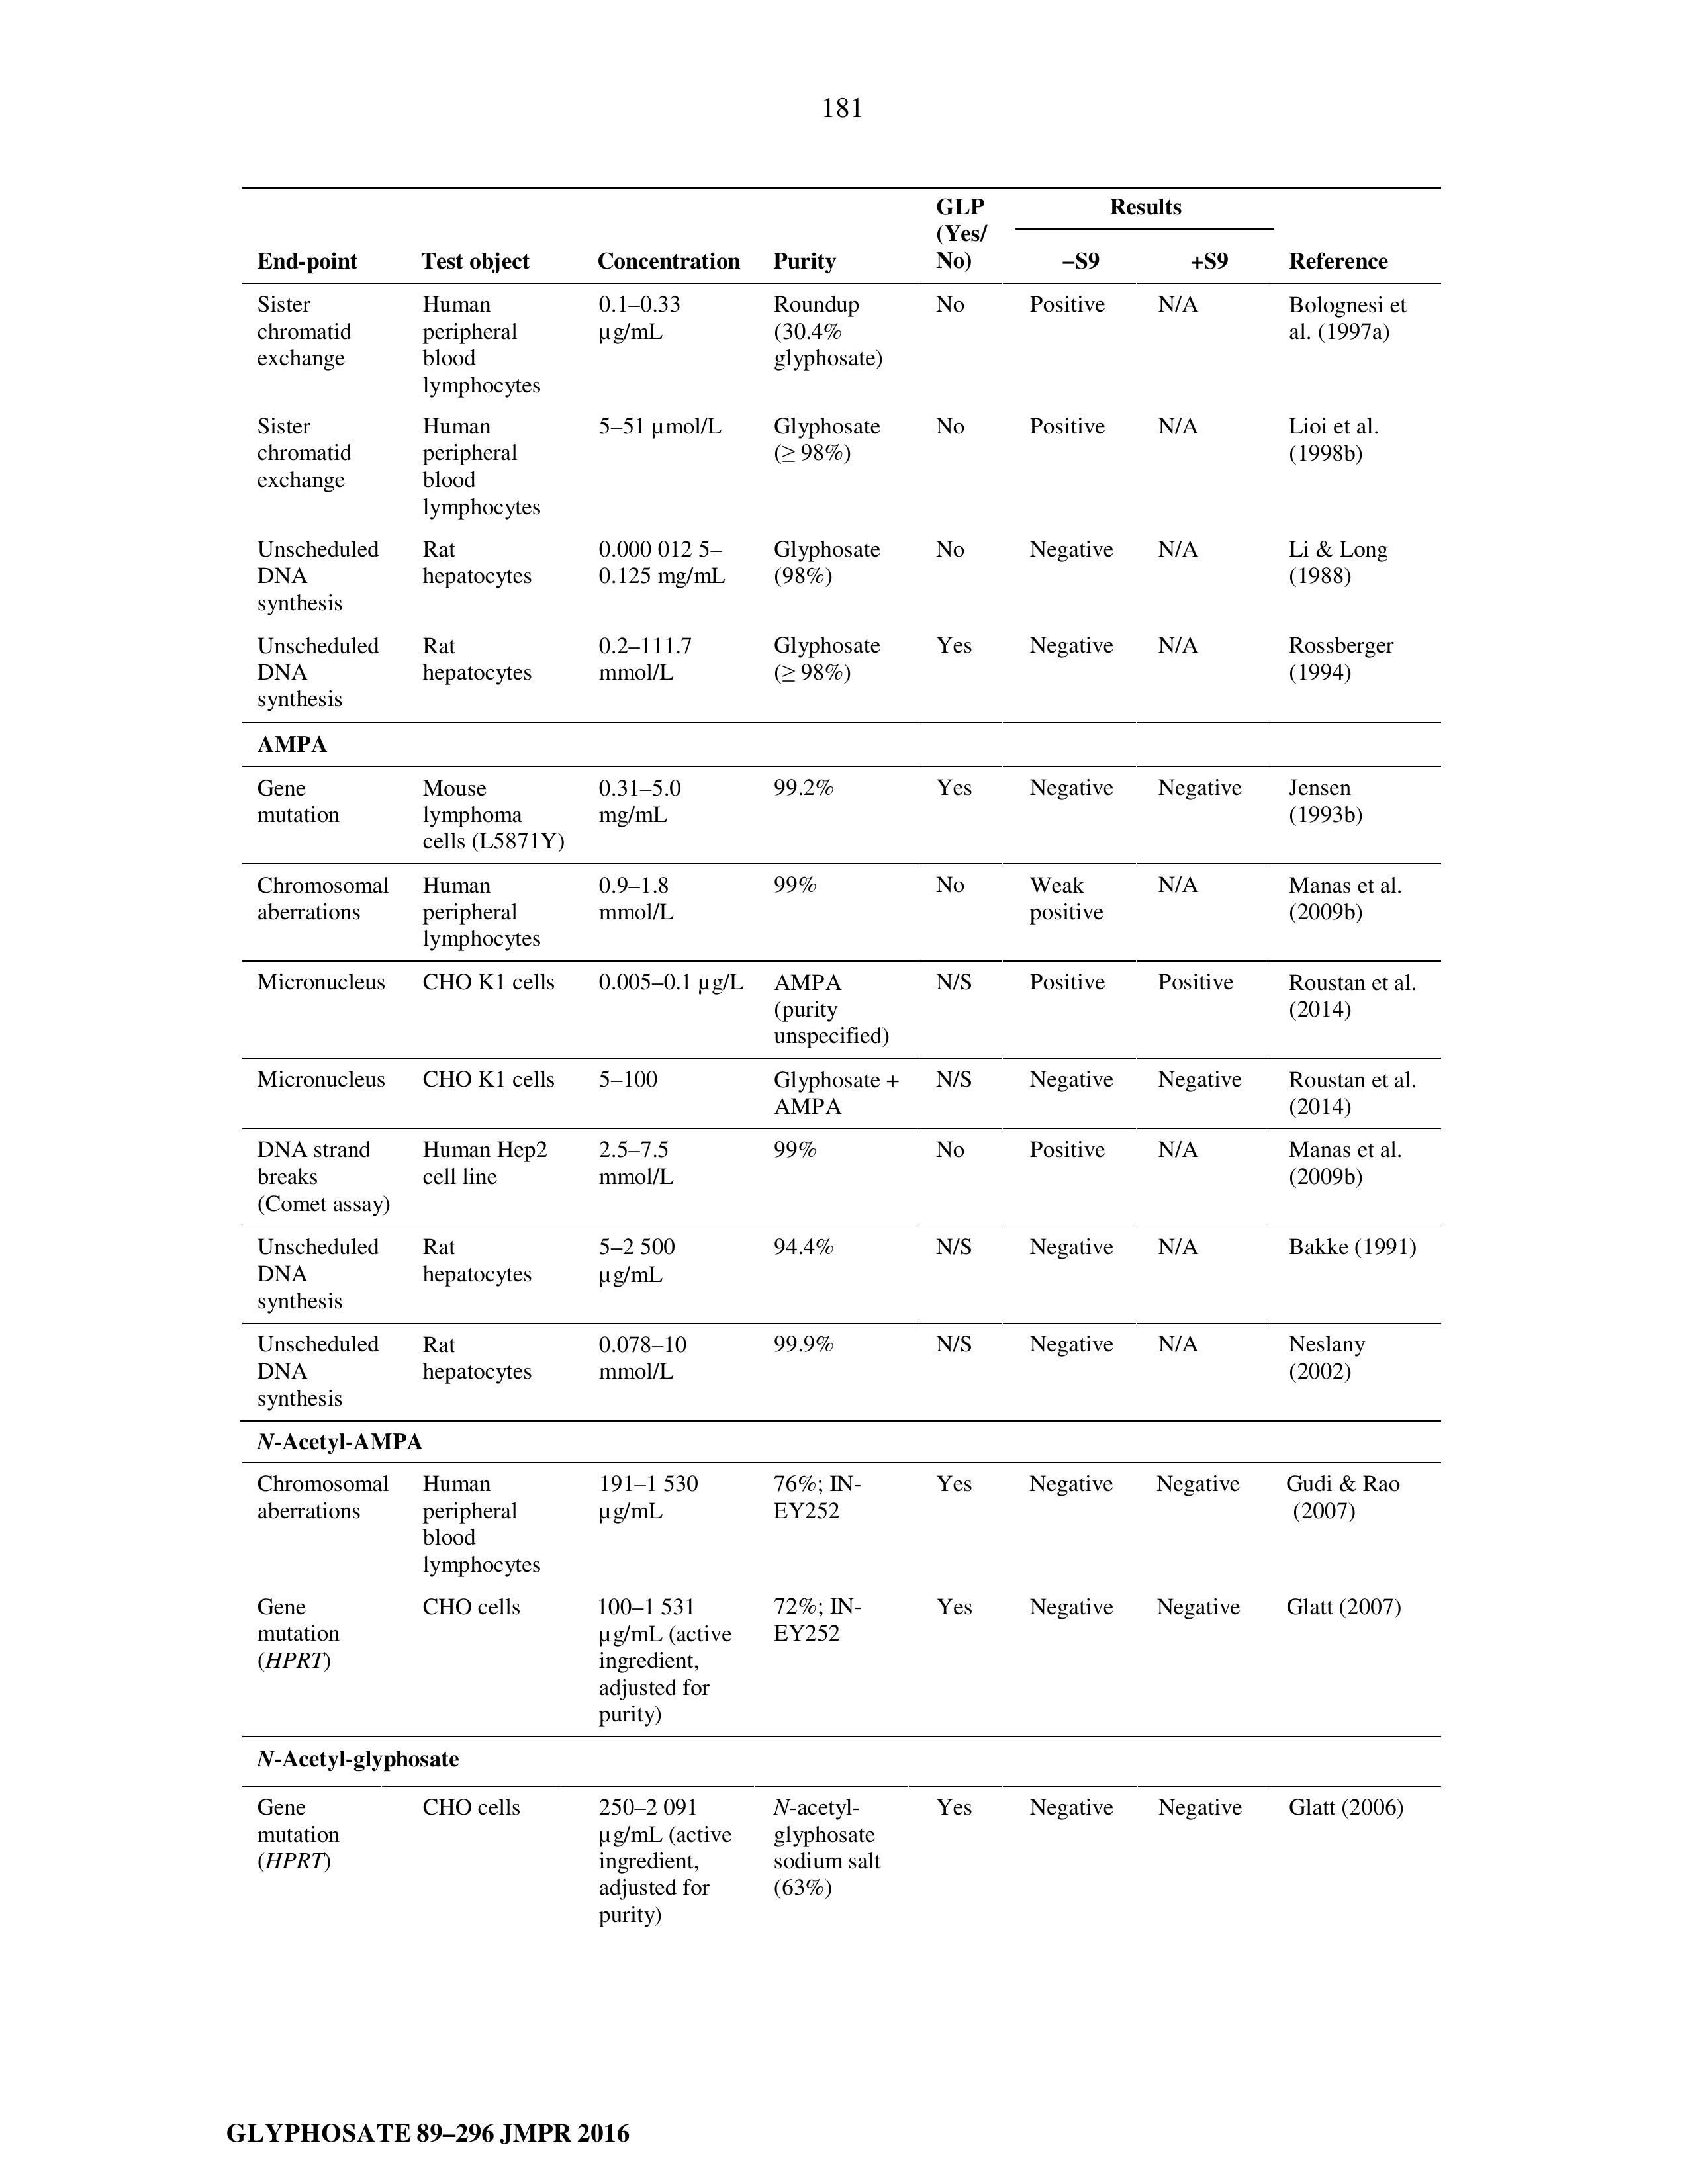 181
GLP (Yes/ No) Results
End-point Test object Concentration Purity –S9 +S9 Reference
Sister Human 0.1–0.33 Roundup No Positive N/A Bolognesi et
chromatid peripheral µg/mL (30.4% al. (1997a)
exchange blood glyphosate)
lymphocytes
Sister Human 5–51 µmol/L Glyphosate No Positive N/A Lioi et al.
chromatid peripheral (≥ 98%) (1998b)
exchange blood
lymphocytes
Unscheduled Rat 0.000 012 5– Glyphosate No Negative N/A Li & Long
DNA hepatocytes 0.125 mg/mL (98%) (1988)
synthesis
Unscheduled Rat 0.2–111.7 Glyphosate Yes Negative N/A Rossberger
DNA hepatocytes mmol/L (≥ 98%) (1994)
synthesis
AMPA
Gene Mouse 0.31–5.0 99.2% Yes Negative Negative Jensen
mutation lymphoma mg/mL (1993b)
cells (L5871Y)
Chromosomal Human 0.9–1.8 99% No Weak N/A Manas et al.
aberrations peripheral mmol/L positive (2009b)
lymphocytes
Micronucleus CHO K1 cells 0.005–0.1 µg/L AMPA N/S Positive Positive Roustan et al.
(purity (2014)
unspecified)
Micronucleus CHO K1 cells 5–100 Glyphosate + N/S Negative Negative Roustan et al.
AMPA (2014)
DNA strand Human Hep2 2.5–7.5 99% No Positive N/A Manas et al.
breaks cell line mmol/L (2009b)
(Comet assay)
Unscheduled Rat 5–2 500 94.4% N/S Negative N/A Bakke (1991)
DNA hepatocytes µg/mL
synthesis
Unscheduled Rat 0.078–10 99.9% N/S Negative N/A Neslany
DNA hepatocytes mmol/L (2002)
synthesis
N-Acetyl-AMPA
Chromosomal Human 191–1 530 76%; IN- Yes Negative Negative Gudi & Rao
aberrations peripheral µg/mL EY252 (2007)
blood
lymphocytes
Gene CHO cells 100–1 531 72%; IN- Yes Negative Negative Glatt (2007)
mutation µg/mL (active EY252
(HPRT) ingredient,
adjusted for
purity)
N-Acetyl-glyphosate
Gene CHO cells 250–2 091 N-acetyl- Yes Negative Negative Glatt (2006)
mutation µg/mL (active glyphosate
(HPRT) ingredient, sodium salt
adjusted for (63%)
purity)
GLYPHOSATE 89–296 JMPR 2016